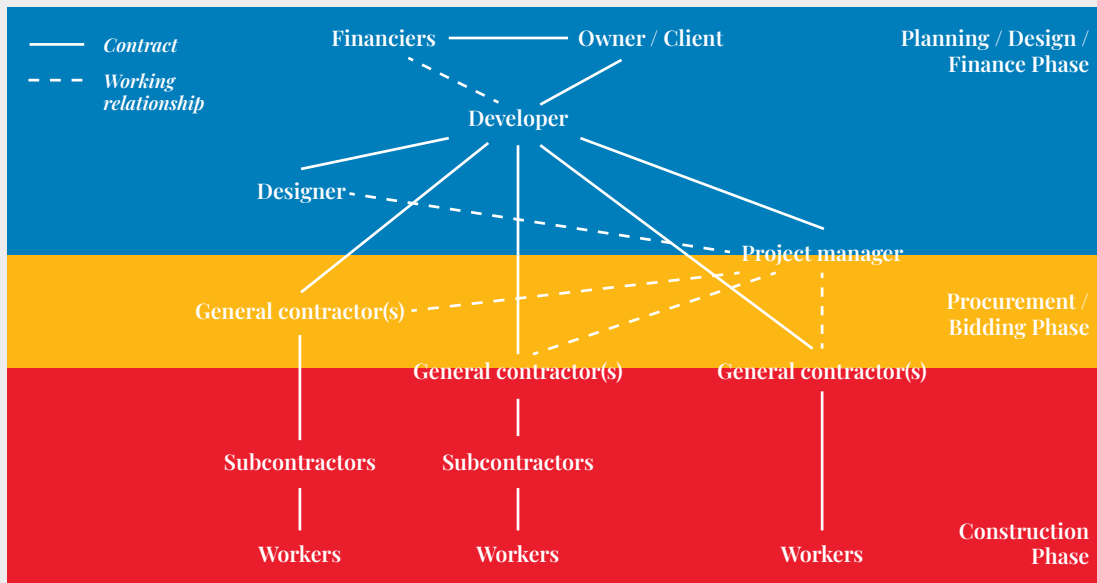 Contract
Working
relationship
Financiers
Owner / Client
Planning / Design /
Finance Phase
Developer
Designer
Project manager
General contractor(s)
Procurement /
Bidding Phase
General contractor(s)
General contractor(s)
Subcontractors
Subcontractors
Workers
Workers
Workers
Construction
Phase